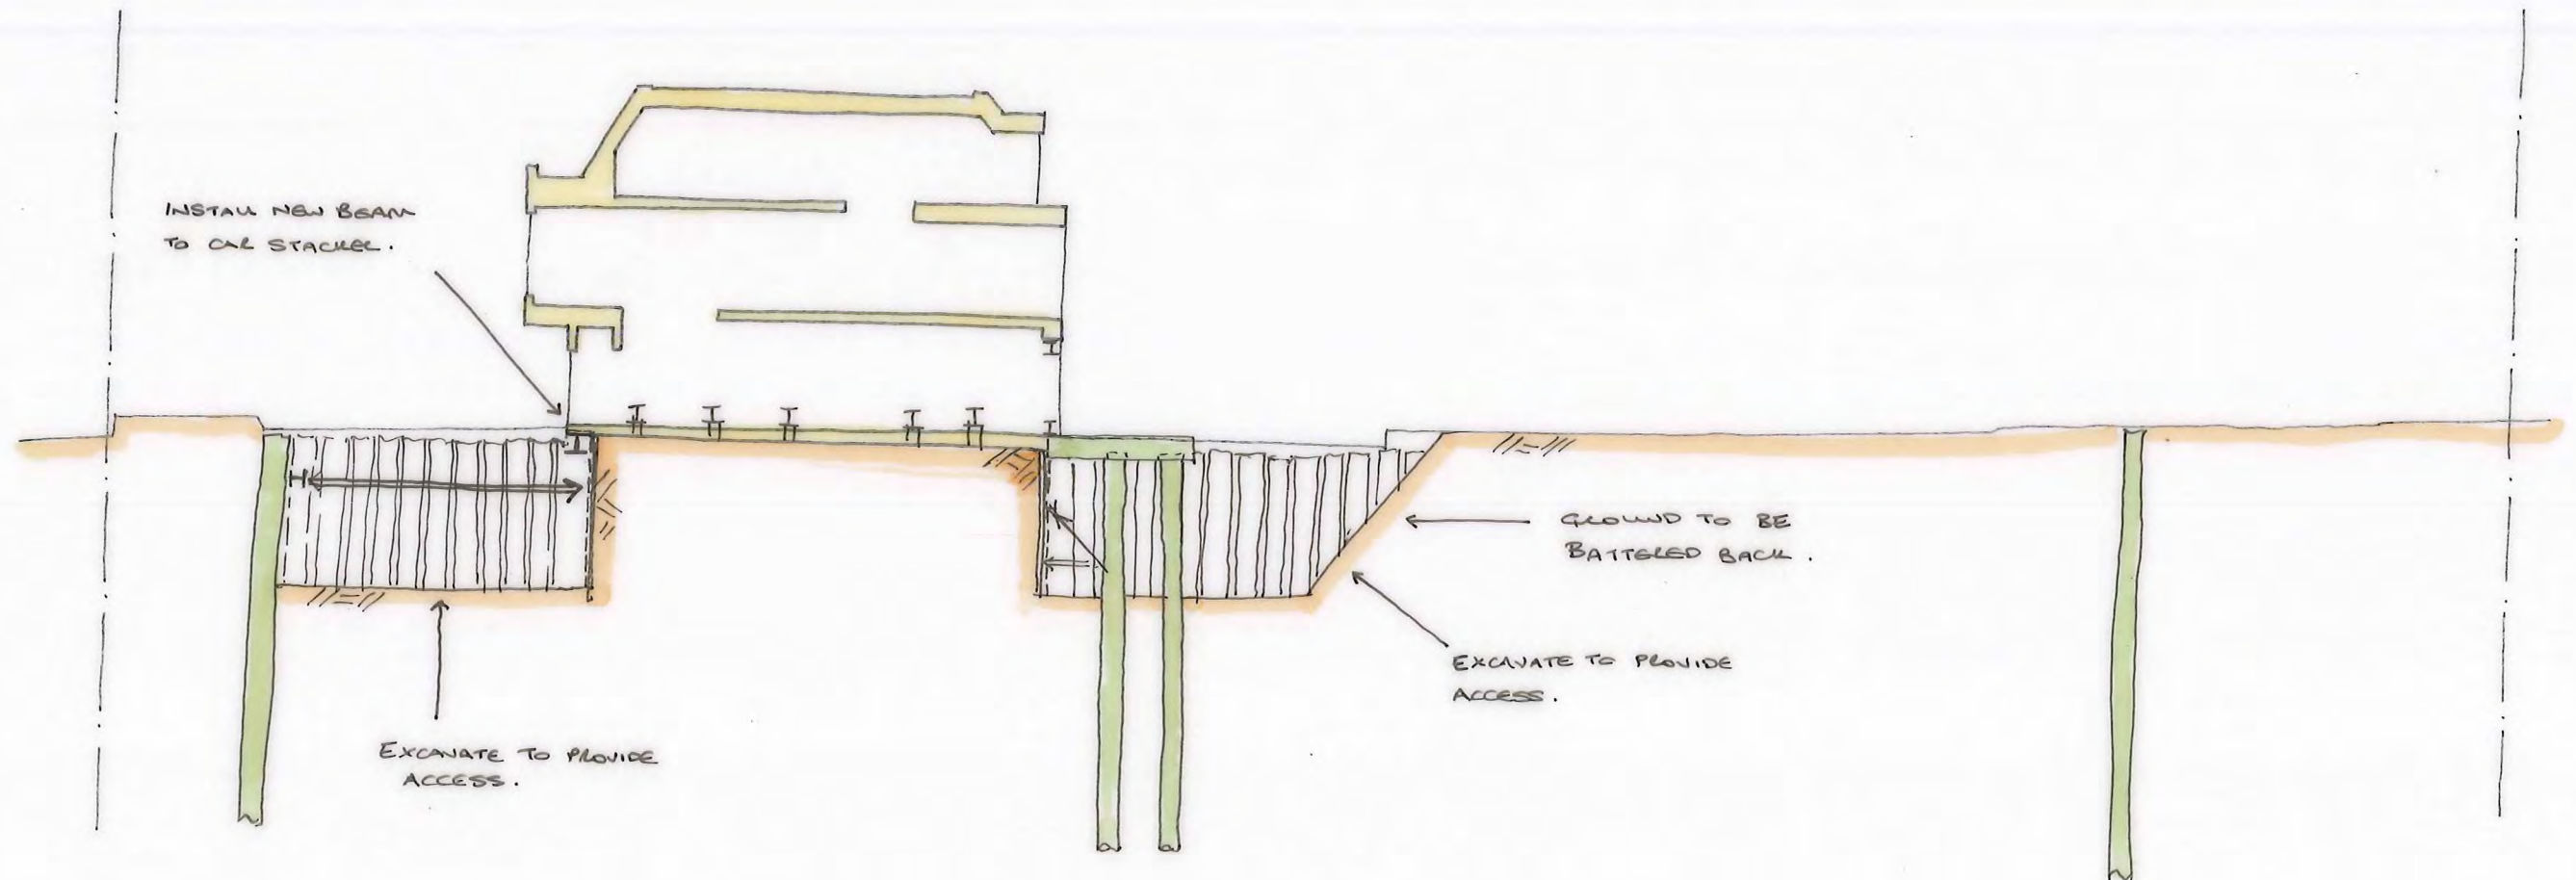 INSTALL NEW BEAM
TO CAR STACKER.
GROUND TO BE
BATTERED BACK.
EXCAVATE TO PROVIDE
ACCESS.
EXCAVATE TO PROVIDE
ACCESS.